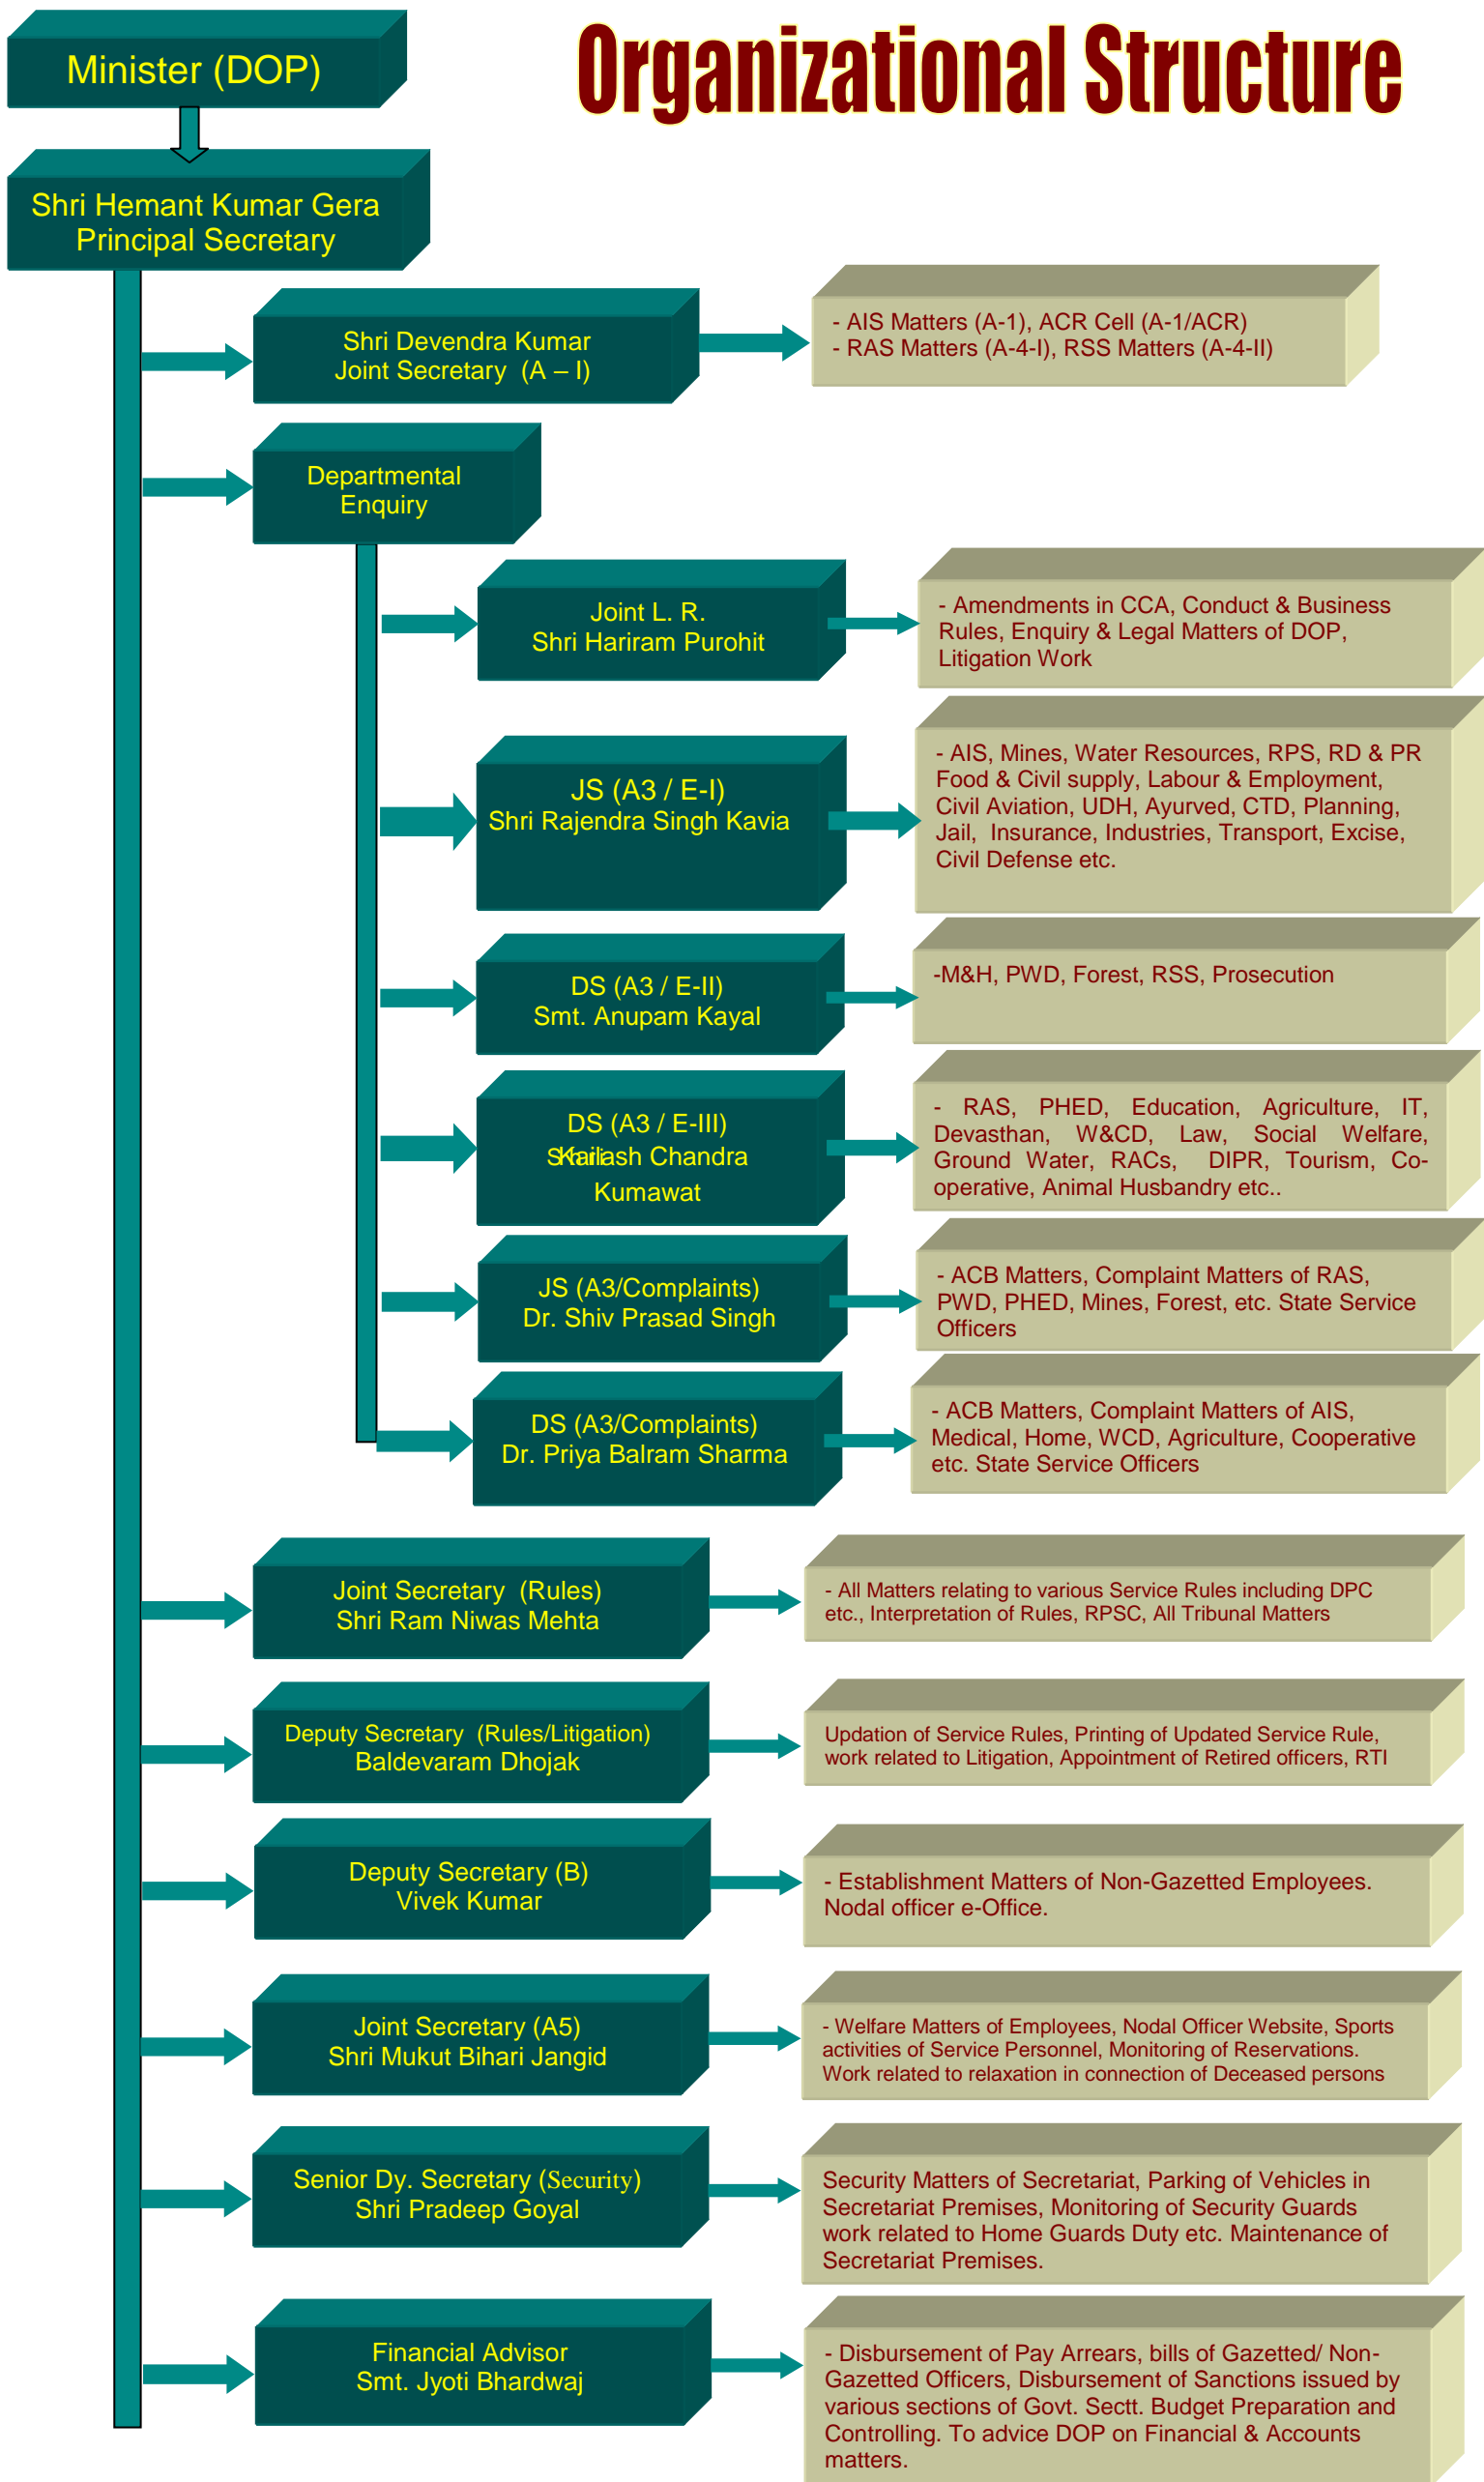 Organizational Structure
Minister (DOP)
Shri Hemant Kumar Gera
Principal Secretary
Shri Devendra Kumar
Joint Secretary (A – I)
- AIS Matters (A-1), ACR Cell (A-1/ACR)
- RAS Matters (A-4-I), RSS Matters (A-4-II)
Departmental
Enquiry
Joint L. R.
Shri Hariram Purohit
- Amendments in CCA, Conduct & Business
Rules, Enquiry & Legal Matters of DOP,
Litigation Work
JS (A3 / E-I)
Shri Rajendra Singh Kavia
- AIS, Mines, Water Resources, RPS, RD & PR
Food & Civil supply, Labour & Employment,
Civil Aviation, UDH, Ayurved, CTD, Planning,
Jail, Insurance, Industries, Transport, Excise,
Civil Defense etc.
DS (A3 / E-II)
Smt. Anupam Kayal
-M&H, PWD, Forest, RSS, Prosecution
DS (A3 / E-III)
Shri Kailash Chandra
Kumawat
- RAS, PHED, Education, Agriculture, IT,
Devasthan, W&CD, Law, Social Welfare,
Ground Water, RACs, DIPR, Tourism, Co-
operative, Animal Husbandry etc..
JS (A3/Complaints)
Dr. Shiv Prasad Singh
- ACB Matters, Complaint Matters of RAS,
PWD, PHED, Mines, Forest, etc. State Service
Officers
DS (A3/Complaints)
Dr. Priya Balram Sharma
- ACB Matters, Complaint Matters of AIS,
Medical, Home, WCD, Agriculture, Cooperative
etc. State Service Officers
Joint Secretary (Rules)
Shri Ram Niwas Mehta
- All Matters relating to various Service Rules including DPC
etc., Interpretation of Rules, RPSC, All Tribunal Matters
Deputy Secretary (Rules/Litigation)
Baldevaram Dhojak
Updation of Service Rules, Printing of Updated Service Rule,
work related to Litigation, Appointment of Retired officers, RTI
Deputy Secretary (B)
Vivek Kumar
- Establishment Matters of Non-Gazetted Employees.
Nodal officer e-Office.
Joint Secretary (A5)
Shri Mukut Bihari Jangid
- Welfare Matters of Employees, Nodal Officer Website, Sports
activities of Service Personnel, Monitoring of Reservations.
Work related to relaxation in connection of Deceased persons
Senior Dy. Secretary (Security)
Shri Pradeep Goyal
Security Matters of Secretariat, Parking of Vehicles in
Secretariat Premises, Monitoring of Security Guards
work related to Home Guards Duty etc. Maintenance of
Secretariat Premises.
Financial Advisor
Smt. Jyoti Bhardwaj
- Disbursement of Pay Arrears, bills of Gazetted/ Non-
Gazetted Officers, Disbursement of Sanctions issued by
various sections of Govt. Sectt. Budget Preparation and
Controlling. To advice DOP on Financial & Accounts
matters.